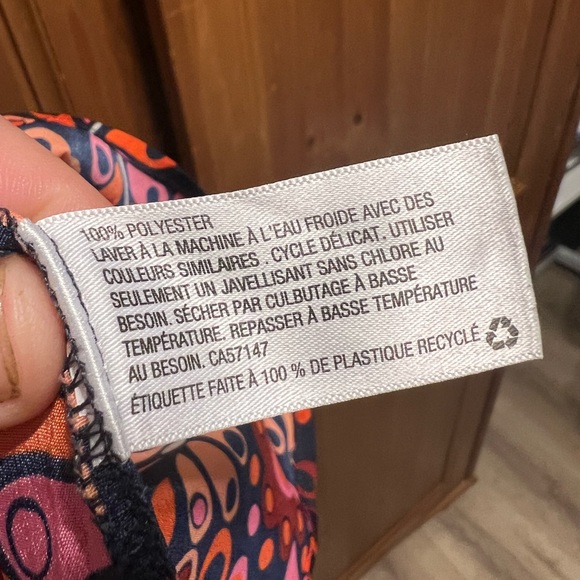 100% POLYESTER
LAVER À LA MACHINE À L'EAU FROIDE AVEC DES
COULEURS SIMILAIRES . CYCLE DÉLICAT. UTILISER
SEULEMENT UN JAVELLISANT SANS CHLORE AU
BESOIN. SÉCHER PAR CULBUTAGE À BASSE
TEMPÉRATURE. REPASSER À BASSE TEMPÉRATURE
AU BESOIN. CA57147
ÉTIQUETTE FAITE À 100 % DE PLASTIQUE RECYCLÉ